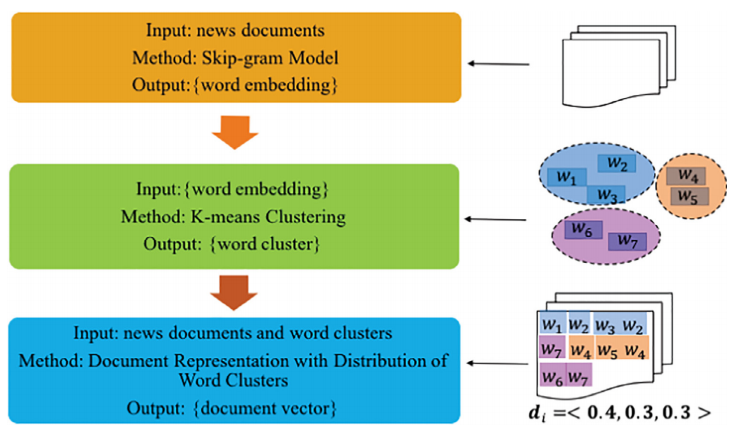 Input: news documents
Method: Skip-gram Model
Output:{word embedding}
Input:{word embedding}
Method: K-means Clustering
Output: {word cluster}
w₁ w₂ w₃
w₄
w₅
w₆ w₇
Input: news documents and word clusters
Method: Document Representation with Distribution of
Word Clusters
Output: {document vector}
w₁ w₂ w₃ w₂
w₇ w₄ w₅ w₄
w₆ w₇
dᵢ =< 0.4, 0.3, 0.3 >